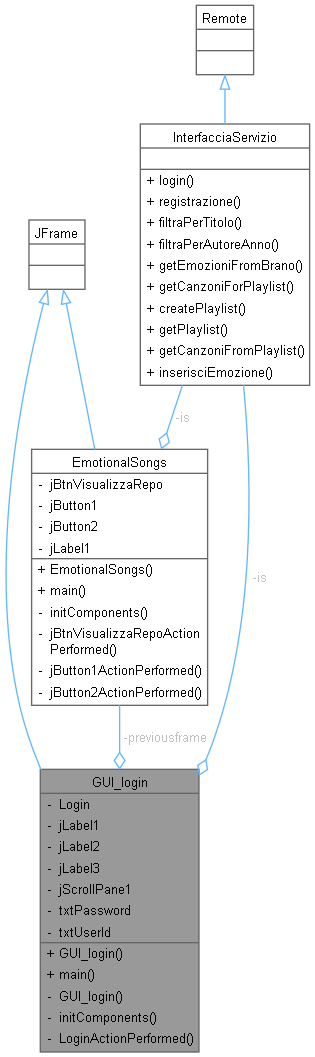 Remote
InterfacciaServizio
+ login()
+ registrazione()
+ filtraPerTitolo()
+ filtraPerAutoreAnno()
+ getEmozioniFromBrano()
+ getCanzoniForPlaylist()
+ createPlaylist()
+ getPlaylist()
+ getCanzoniFromPlaylist()
+ inserisciEmozione()
JFrame
-is
EmotionalSongs
- jBtnVisualizzaRepo
- jButton1
- jButton2
- jLabel1
+ EmotionalSongs()
+ main()
- initComponents()
- jBtnVisualizzaRepoAction
Performed()
- jButton1ActionPerformed()
- jButton2ActionPerformed()
-is
-previousframe
GUI_login
- Login
- jLabel1
- jLabel2
- jLabel3
- jScrollPane1
- txtPassword
- txtUserId
+ GUI_login()
+ main()
- GUI_login()
- initComponents()
- LoginActionPerformed()